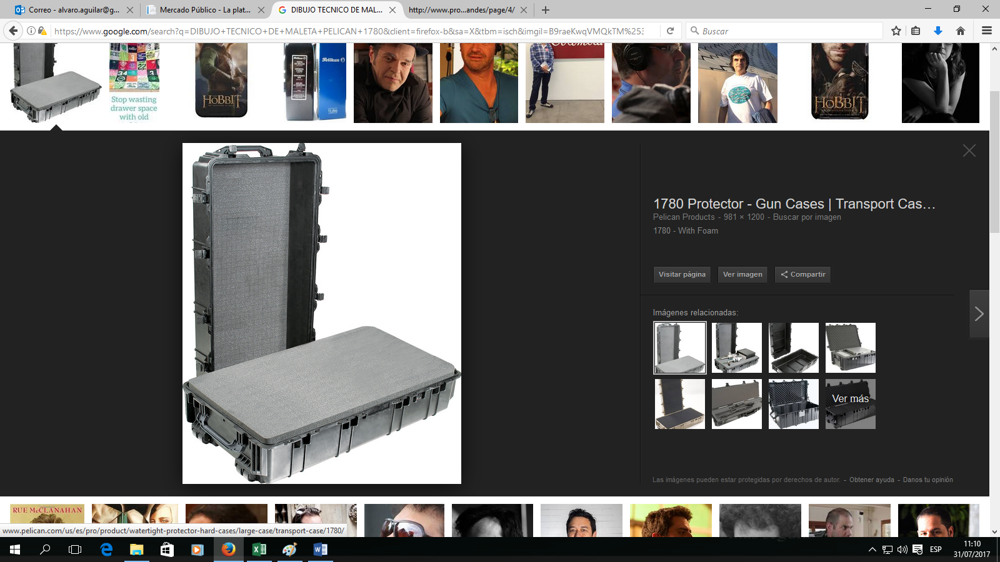 Correo - alvaro.aguilar@g...
Mercado Público - La plat...
DIBUJO TECNICO DE MAL...
http://www.pro...andes/page/4/
https://www.google.com/search?q=DIBUJO+TECNICO+DE+MALETA+PELICAN+1780&client=firefox-b&sa=X&tbm=isch&imgil=B9raeKwqVMQkTM%253
Buscar
Stop wasting
drawer space
with old
HOBBIT
Pelikan
Pelikan
HOBBIT
1780 Protector - Gun Cases | Transport Cas…
Pelican Products - 981 × 1200 - Buscar por imagen
1780 - With Foam
Visitar página
Ver imagen
Compartir
Imágenes relacionadas:
Ver más
Las imágenes pueden estar protegidas por derechos de autor. - Obtener ayuda - Danos tu opinión
RUE McCLANAHAN
www.pelican.com/us/es/pro/product/watertight-protector-hard-cases/large-case/transport-case/1780/
ESP
11:10
31/07/2017